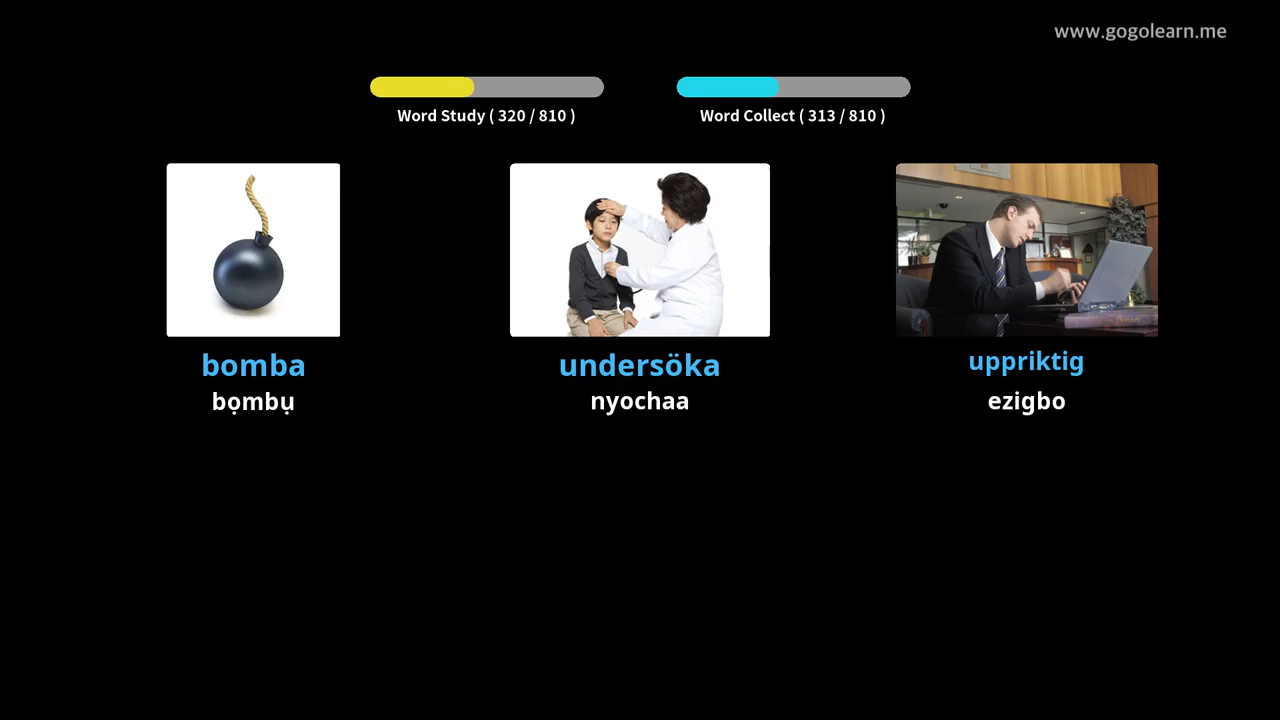 www.gogolearn.me
Word Study ( 320 / 810 )
Word Collect ( 313 / 810 )
bomba
bọmbụ
undersöka
nyochaa
uppriktig
ezigbo